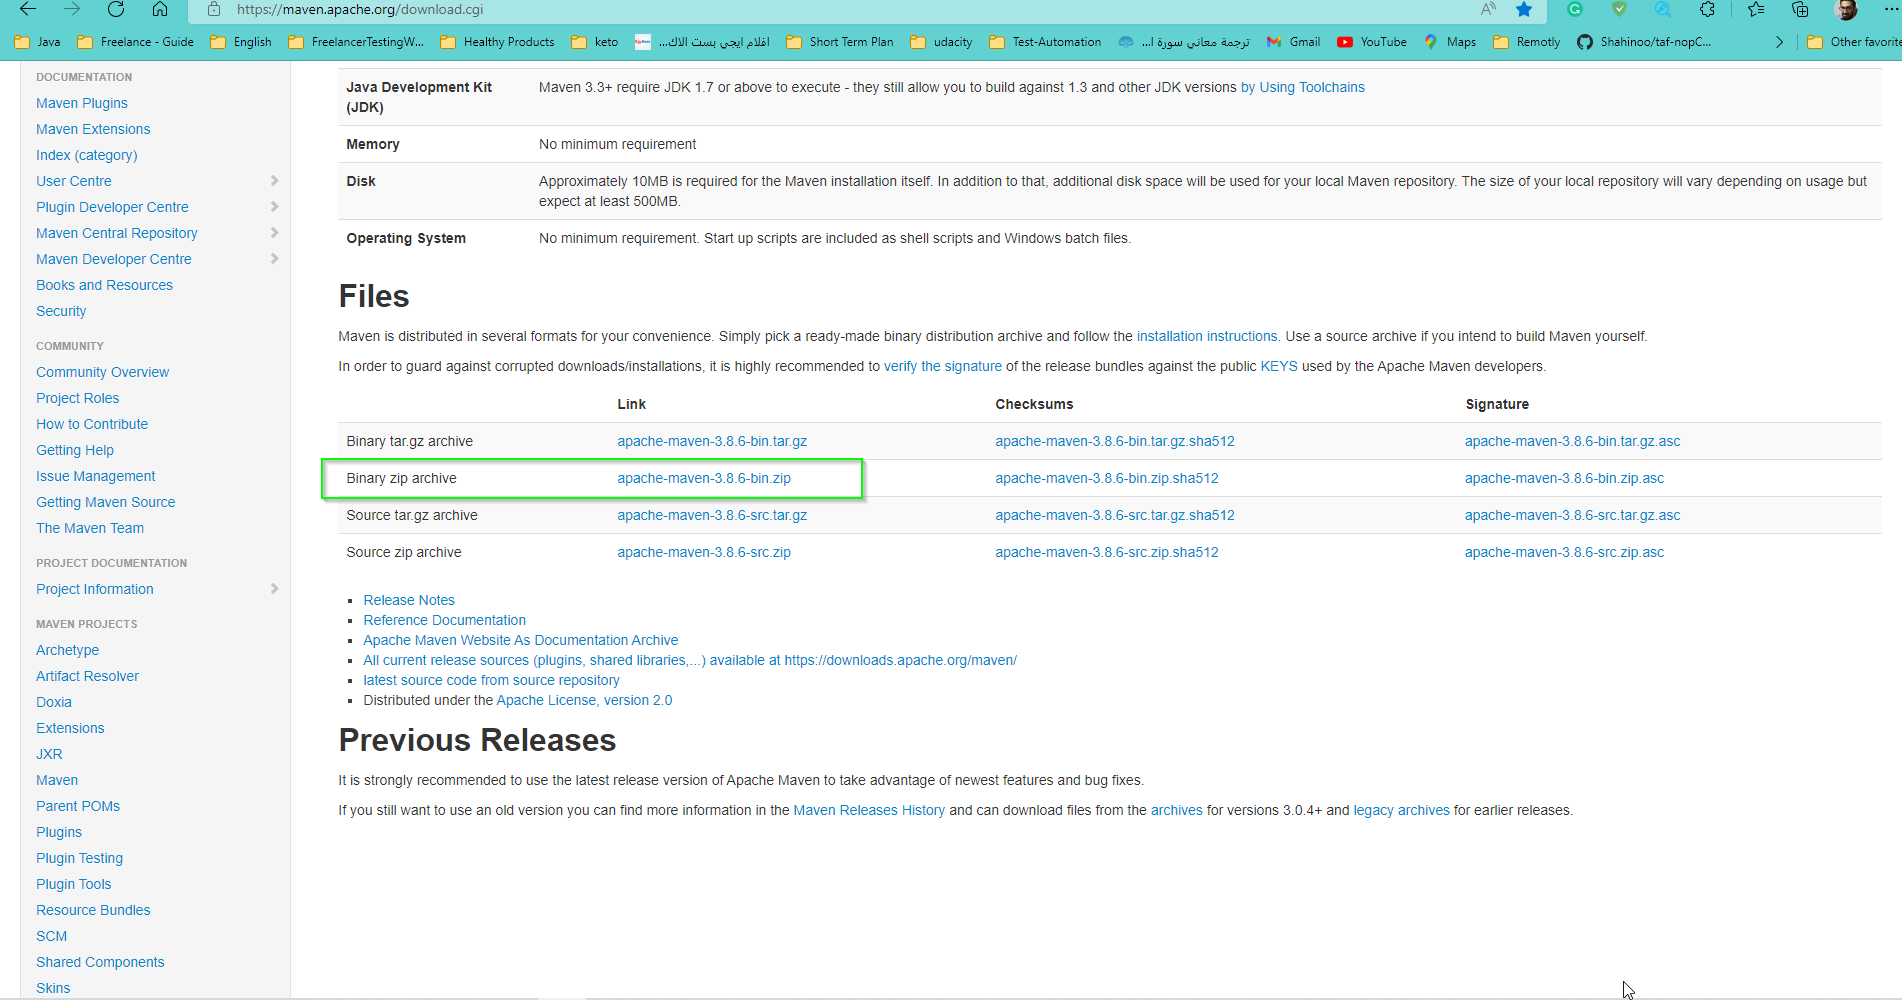 https://maven.apache.org/download.cgi
Java
Freelance - Guide
English
FreelancerTestingW...
Healthy Products
keto
افلام ايجي بست الاك...
Short Term Plan
udacity
Test-Automation
ترجمة معاني سورة ا...
Gmail
YouTube
Maps
Remotly
Shahinoo/taf-nopC...
Other favorite
DOCUMENTATION
Maven Plugins
Maven Extensions
Index (category)
User Centre
Plugin Developer Centre
Maven Central Repository
Maven Developer Centre
Books and Resources
Security
COMMUNITY
Community Overview
Project Roles
How to Contribute
Getting Help
Issue Management
Getting Maven Source
The Maven Team
PROJECT DOCUMENTATION
Project Information
MAVEN PROJECTS
Archetype
Artifact Resolver
Doxia
Extensions
JXR
Maven
Parent POMs
Plugins
Plugin Testing
Plugin Tools
Resource Bundles
SCM
Shared Components
Skins
Java Development Kit
(JDK)
Maven 3.3+ require JDK 1.7 or above to execute - they still allow you to build against 1.3 and other JDK versions by Using Toolchains
Memory
No minimum requirement
Disk
Approximately 10MB is required for the Maven installation itself. In addition to that, additional disk space will be used for your local Maven repository. The size of your local repository will vary depending on usage but
expect at least 500MB.
Operating System
No minimum requirement. Start up scripts are included as shell scripts and Windows batch files.
Files
Maven is distributed in several formats for your convenience. Simply pick a ready-made binary distribution archive and follow the installation instructions. Use a source archive if you intend to build Maven yourself.
In order to guard against corrupted downloads/installations, it is highly recommended to verify the signature of the release bundles against the public KEYS used by the Apache Maven developers.
Link Checksums Signature
Binary tar.gz archive apache-maven-3.8.6-bin.tar.gz apache-maven-3.8.6-bin.tar.gz.sha512 apache-maven-3.8.6-bin.tar.gz.asc
Binary zip archive apache-maven-3.8.6-bin.zip apache-maven-3.8.6-bin.zip.sha512 apache-maven-3.8.6-bin.zip.asc
Source tar.gz archive apache-maven-3.8.6-src.tar.gz apache-maven-3.8.6-src.tar.gz.sha512 apache-maven-3.8.6-src.tar.gz.asc
Source zip archive apache-maven-3.8.6-src.zip apache-maven-3.8.6-src.zip.sha512 apache-maven-3.8.6-src.zip.asc
Release Notes
Reference Documentation
Apache Maven Website As Documentation Archive
All current release sources (plugins, shared libraries,...) available at https://downloads.apache.org/maven/
latest source code from source repository
Distributed under the Apache License, version 2.0
Previous Releases
It is strongly recommended to use the latest release version of Apache Maven to take advantage of newest features and bug fixes.
If you still want to use an old version you can find more information in the Maven Releases History and can download files from the archives for versions 3.0.4+ and legacy archives for earlier releases.